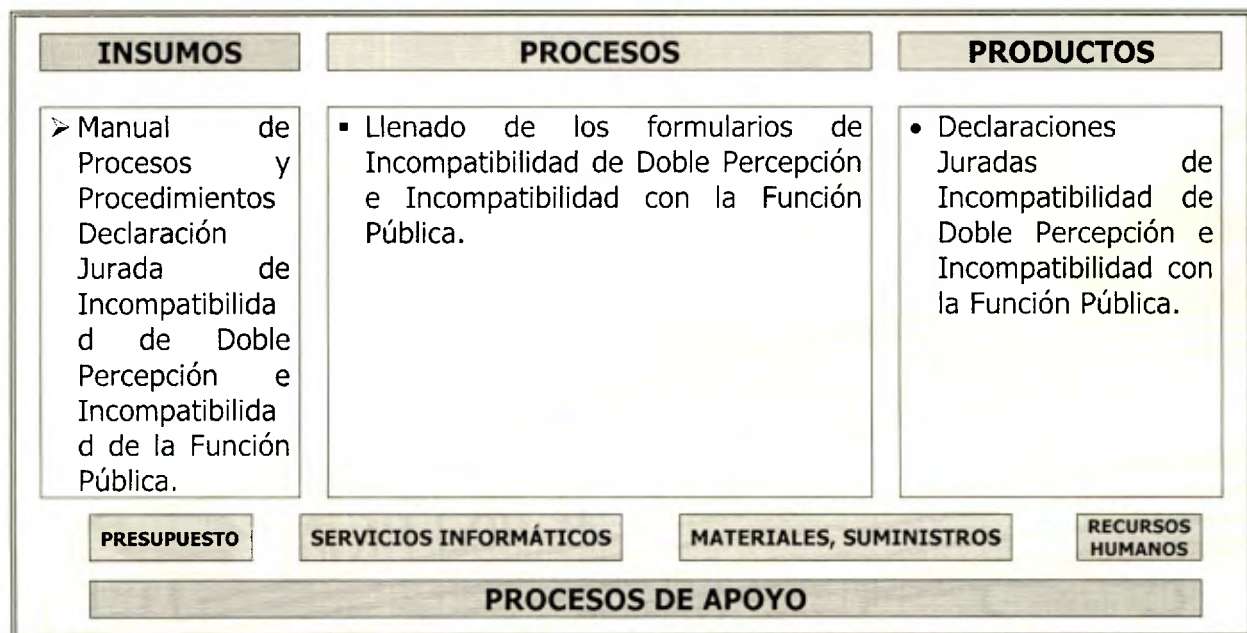 INSUMOS
PROCESOS
PRODUCTOS
➢ Manual de
Procesos y
Procedimientos
Declaración
Jurada de
Incompatibilida
d de Doble
Percepción e
Incompatibilida
d de la Función
Pública.
▪ Llenado de los formularios de
Incompatibilidad de Doble Percepción
e Incompatibilidad con la Función
Pública.
• Declaraciones
Juradas de
Incompatibilidad de
Doble Percepción e
Incompatibilidad con
la Función Pública.
PRESUPUESTO
SERVICIOS INFORMÁTICOS
MATERIALES, SUMINISTROS
RECURSOS
HUMANOS
PROCESOS DE APOYO